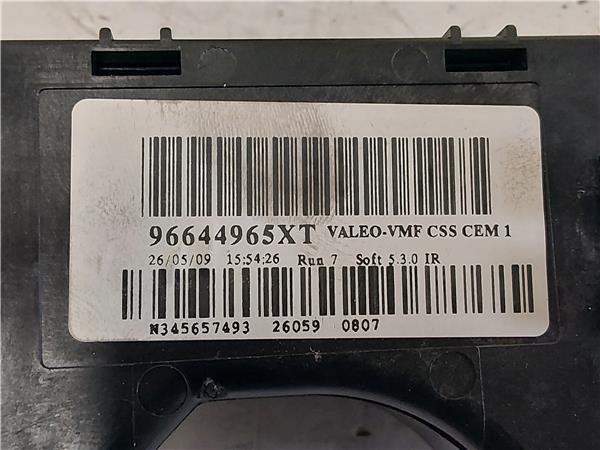 96644965XT VALEO-VMF CSS CEM 1
26/05/09 15:54:26 Run 7 Soft 5.3.0 IR
N345657493 26059 0807